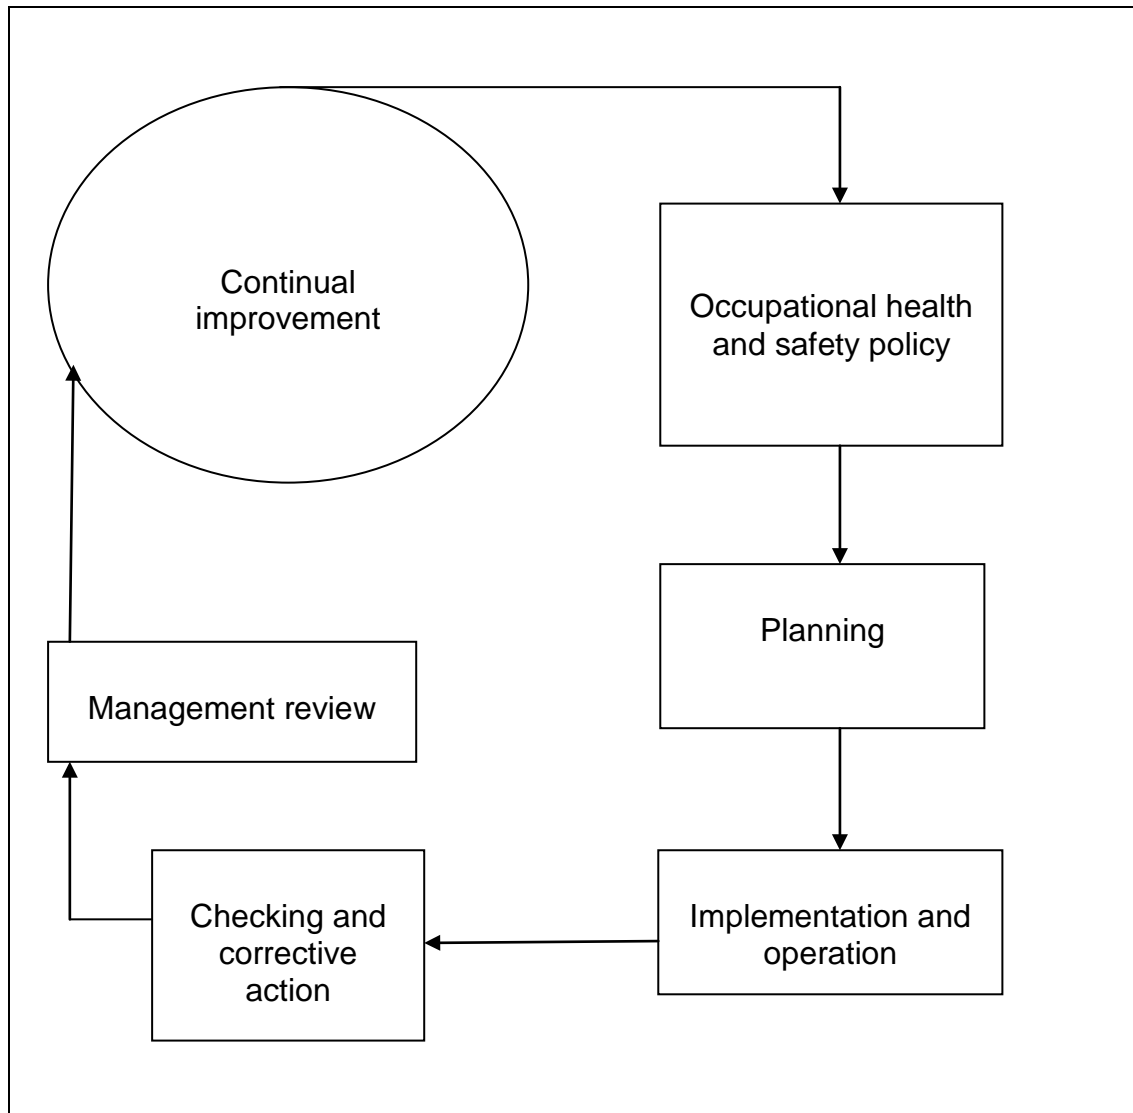 Continual
improvement
Occupational health
and safety policy
Planning
Management review
Checking and
corrective
action
Implementation and
operation